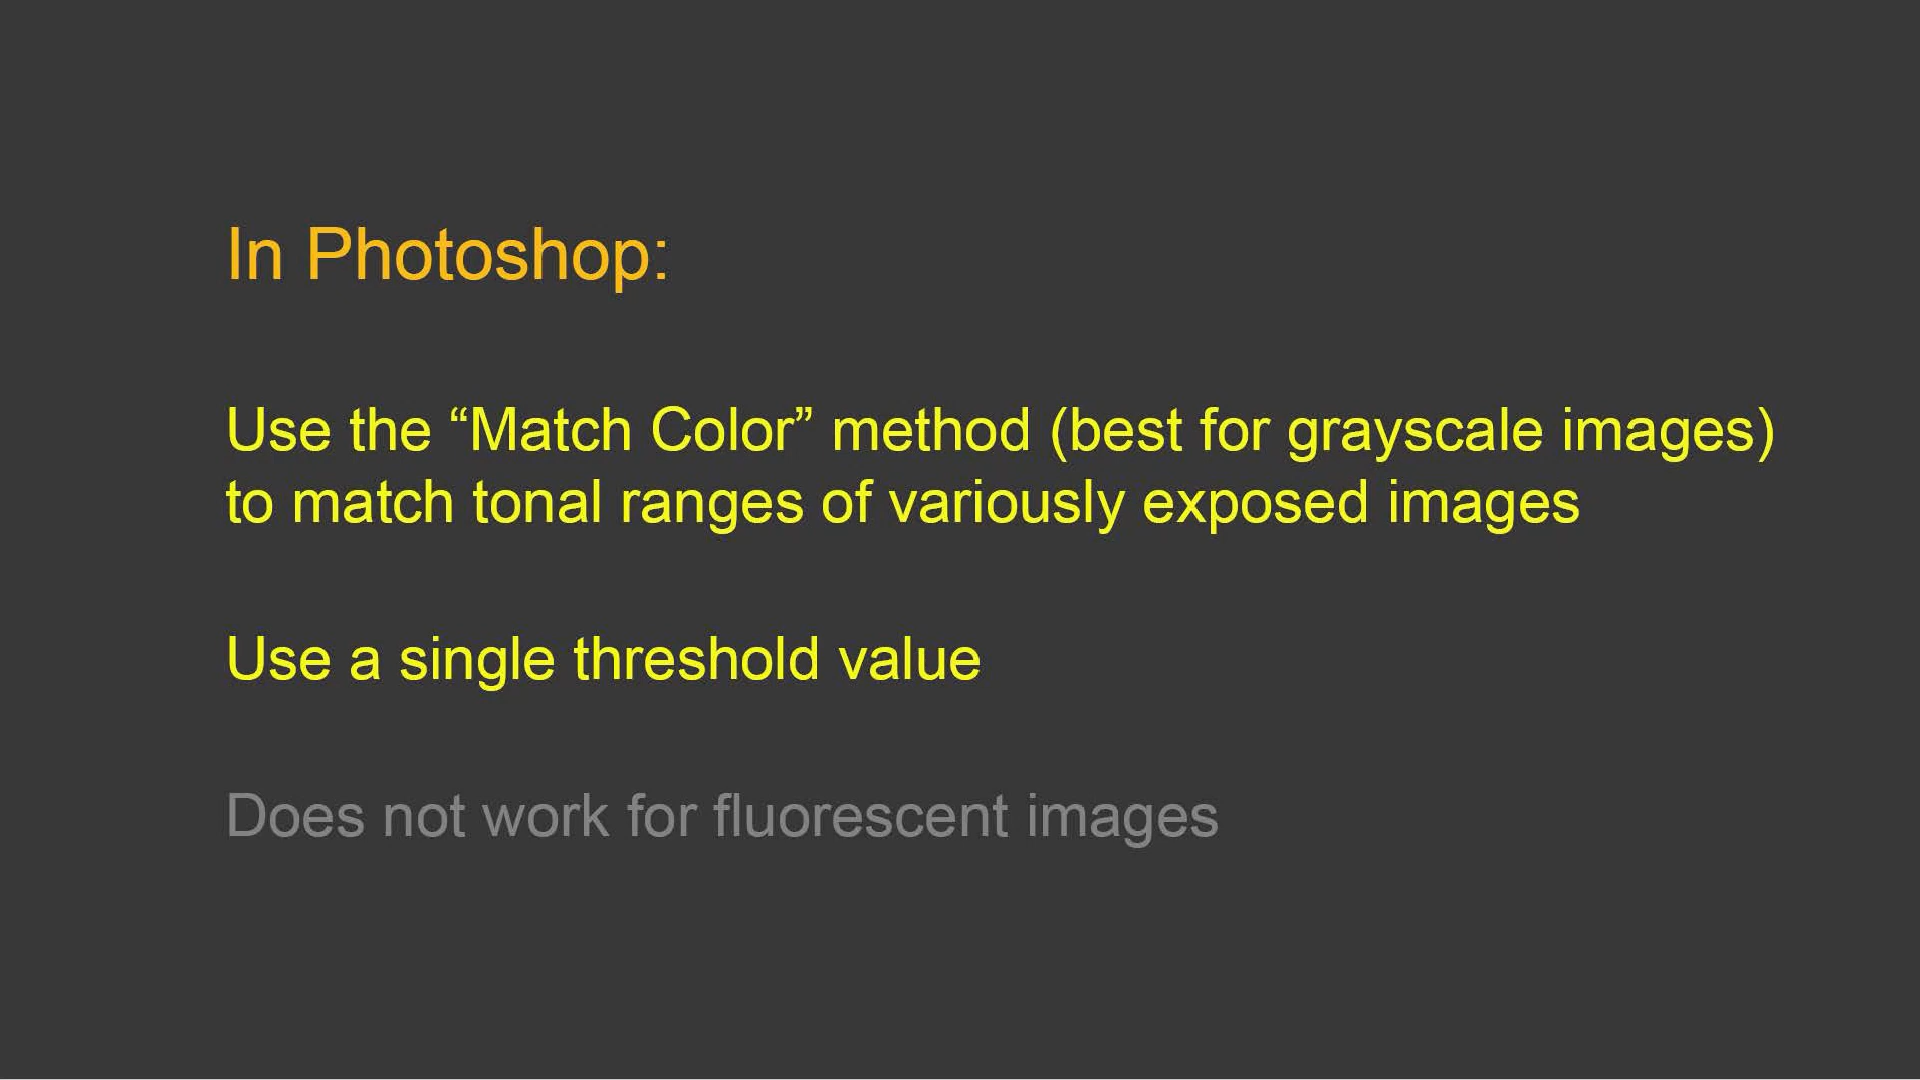 In Photoshop:
Use the “Match Color” method (best for grayscale images)
to match tonal ranges of variously exposed images
Use a single threshold value
Does not work for fluorescent images